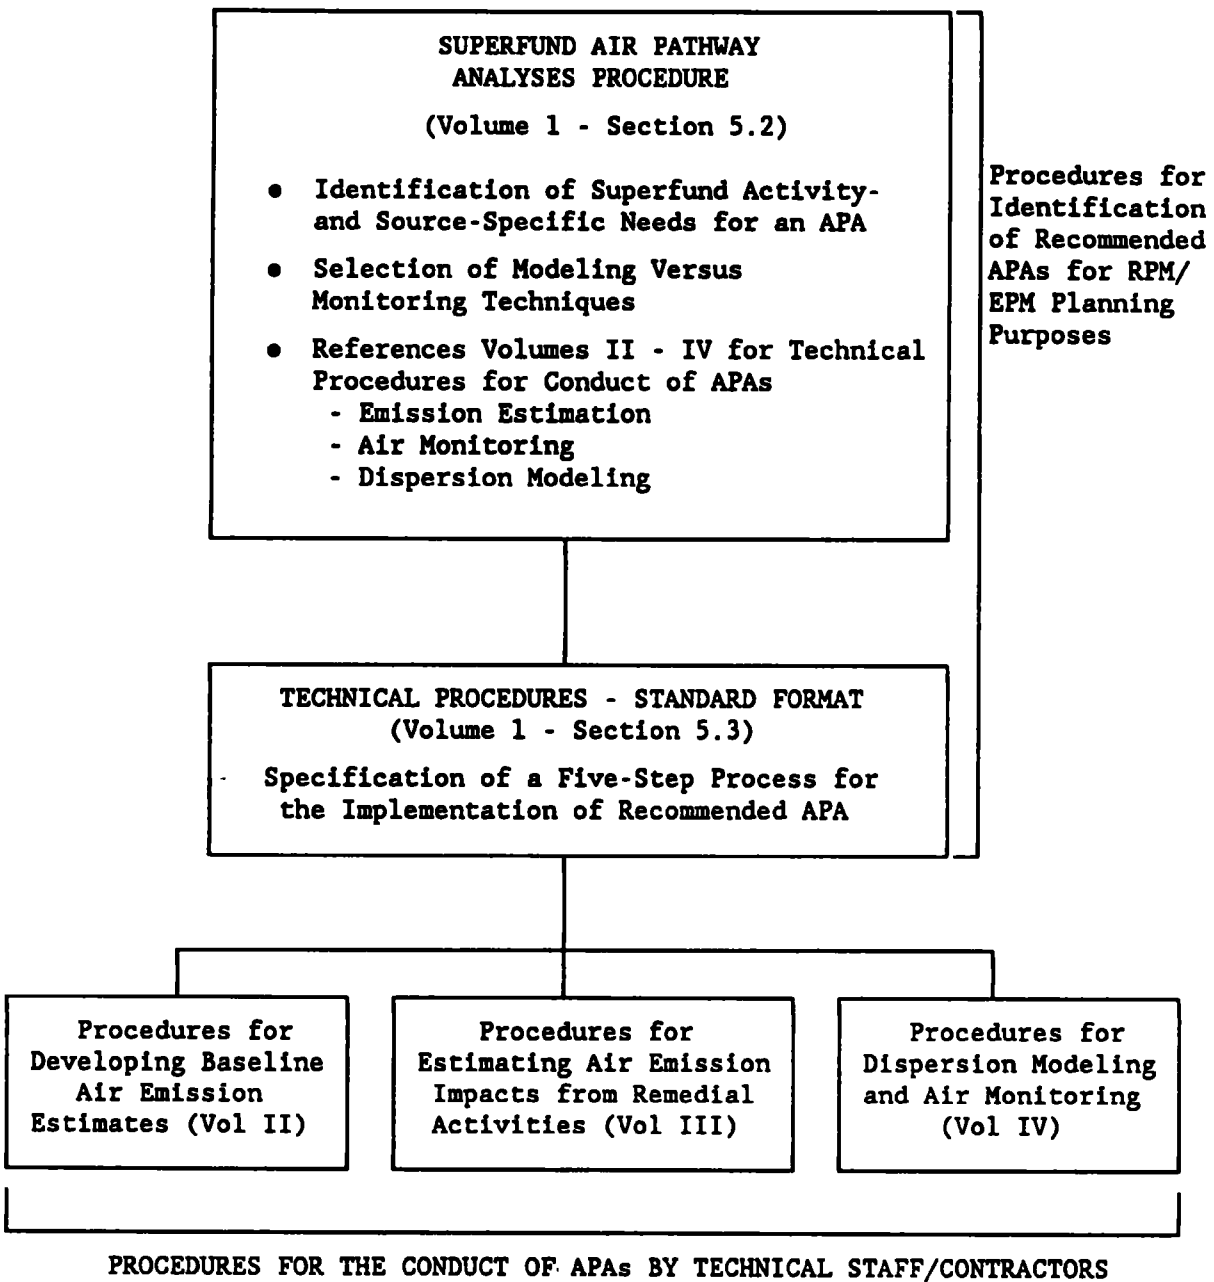 SUPERFUND AIR PATHWAY
ANALYSES PROCEDURE
(Volume 1 - Section 5.2)
● Identification of Superfund Activity-
and Source-Specific Needs for an APA
● Selection of Modeling Versus
Monitoring Techniques
● References Volumes II - IV for Technical
Procedures for Conduct of APAs
- Emission Estimation
- Air Monitoring
- Dispersion Modeling
Procedures for
Identification
of Recommended
APAs for RPM/
EPM Planning
Purposes
TECHNICAL PROCEDURES - STANDARD FORMAT
(Volume 1 - Section 5.3)
Specification of a Five-Step Process for
the Implementation of Recommended APA
Procedures for
Developing Baseline
Air Emission
Estimates (Vol II)
Procedures for
Estimating Air Emission
Impacts from Remedial
Activities (Vol III)
Procedures for
Dispersion Modeling
and Air Monitoring
(Vol IV)
PROCEDURES FOR THE CONDUCT OF APAs BY TECHNICAL STAFF/CONTRACTORS